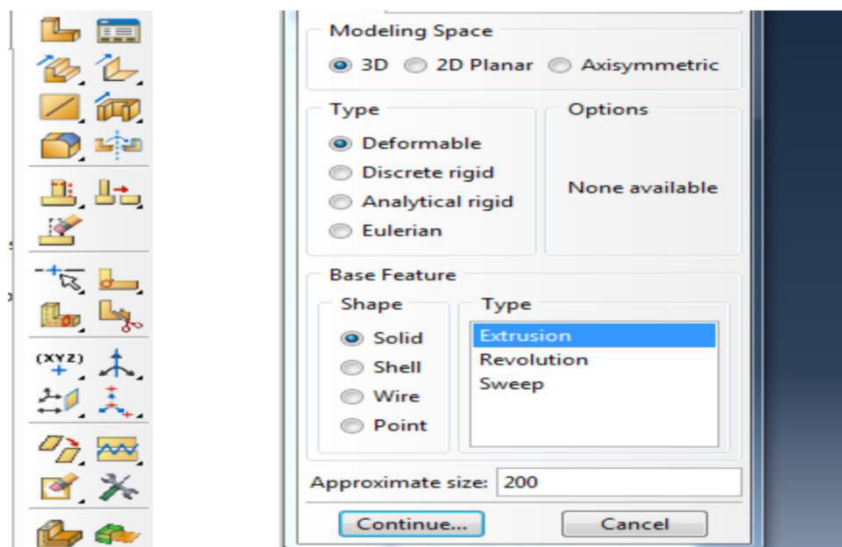 Modeling Space
3D 2D Planar Axisymmetric
Type
Options
Deformable
Discrete rigid
Analytical rigid
Eulerian
None available
Base Feature
Shape
Type
Solid
Shell
Wire
Point
Extrusion
Revolution
Sweep
Approximate size: 200
Continue... Cancel
(XYZ)